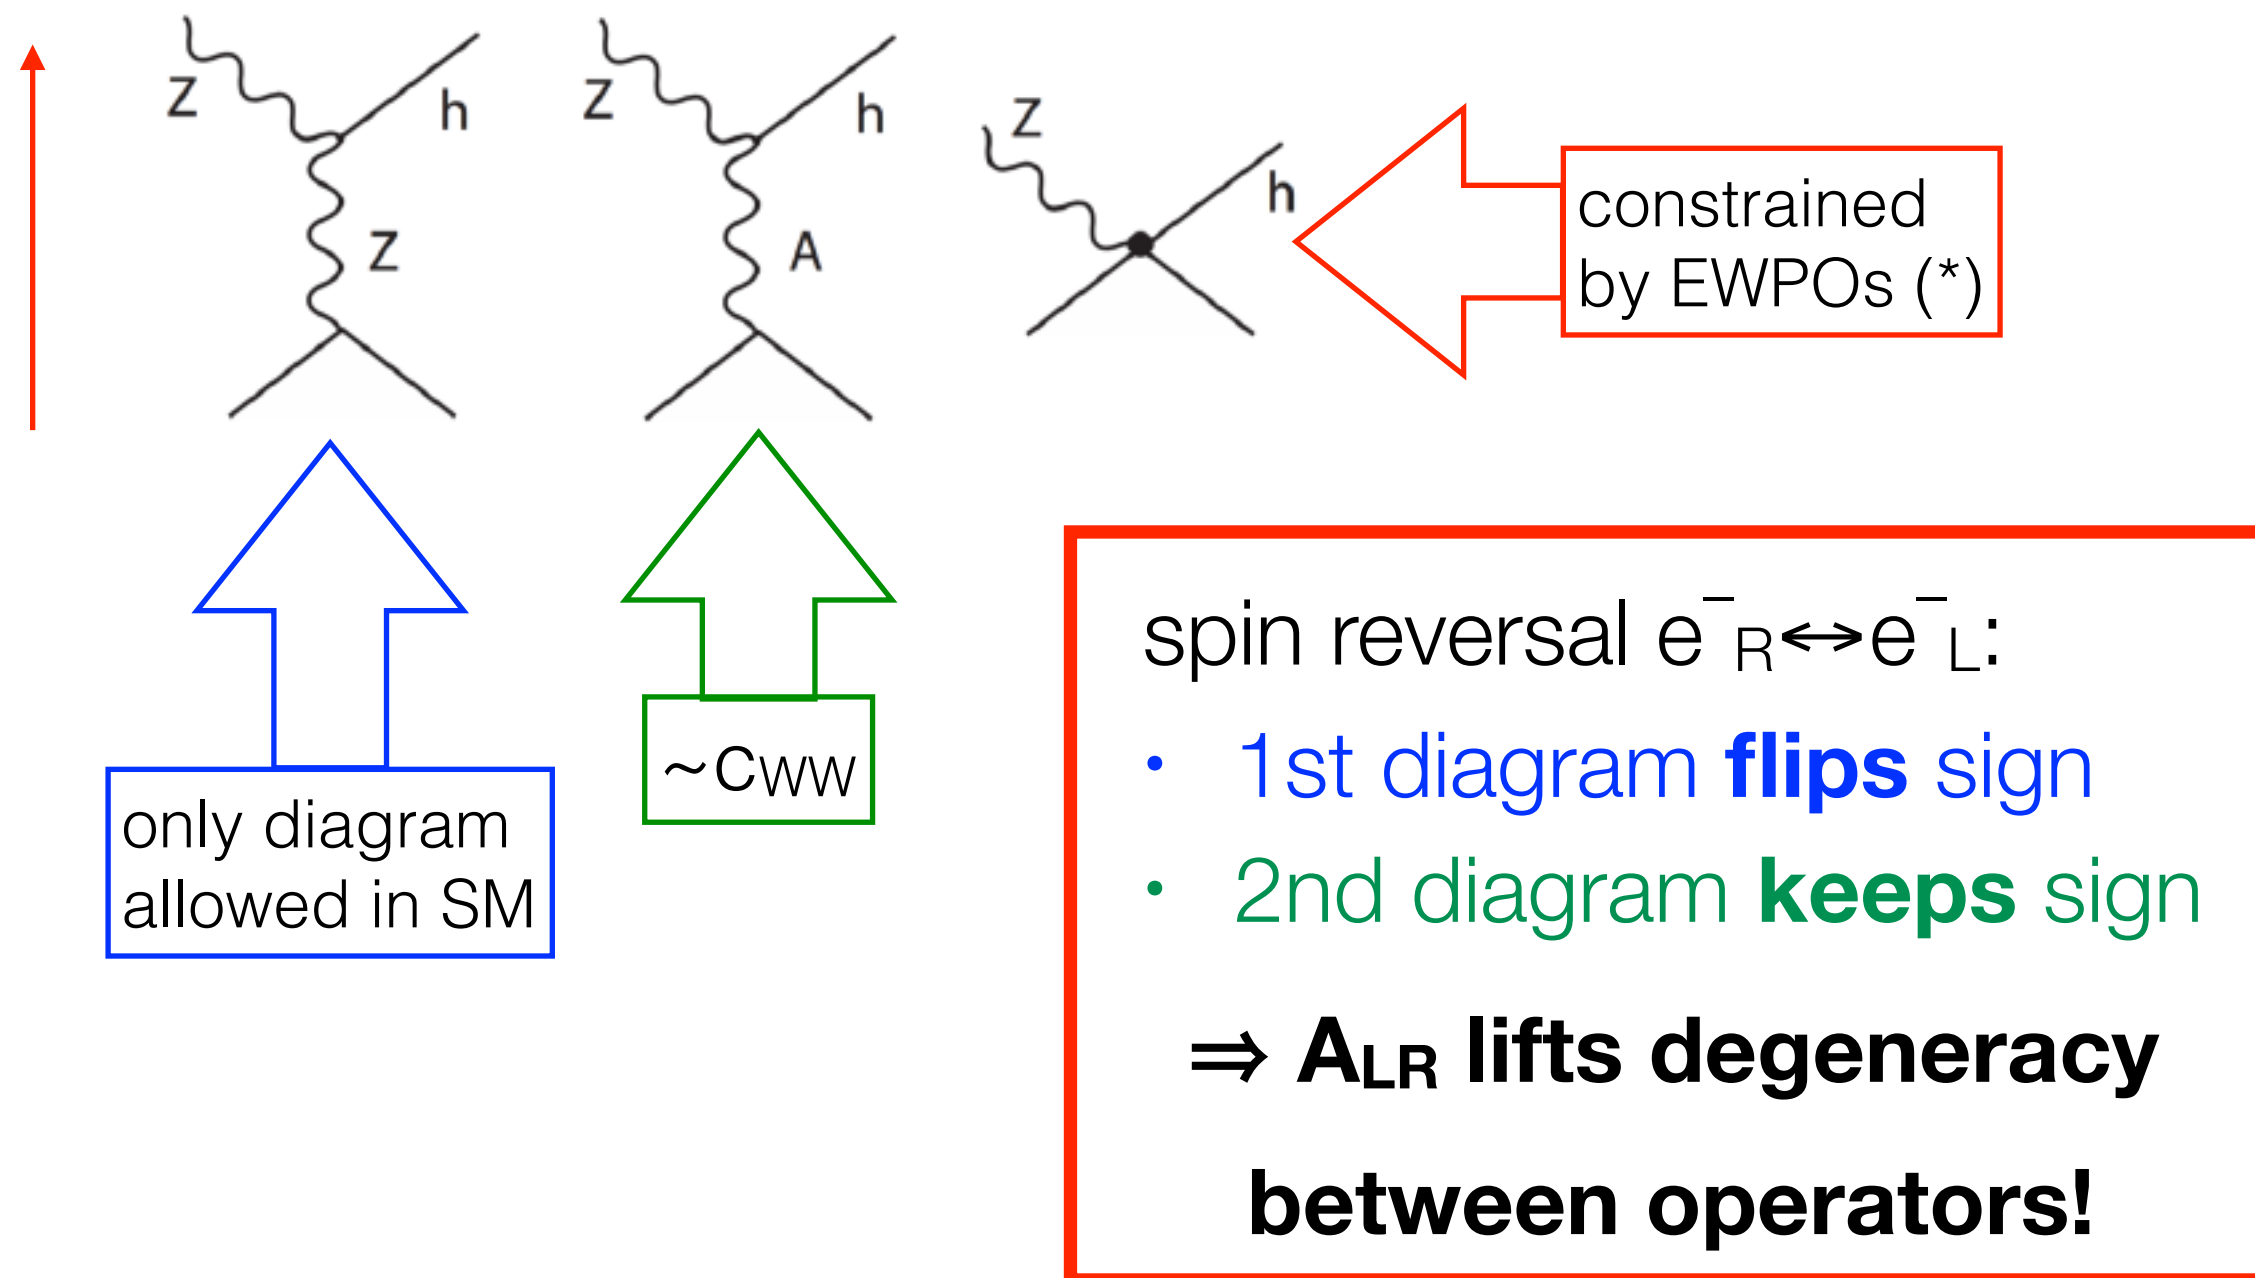 Z
h
Z
Z
h
A
Z
h
constrained
by EWPOs (*)
only diagram
allowed in SM
~cWW
spin reversal e⁻R↔e⁻L:
• 1st diagram flips sign
• 2nd diagram keeps sign
⇒ ALR lifts degeneracy
between operators!